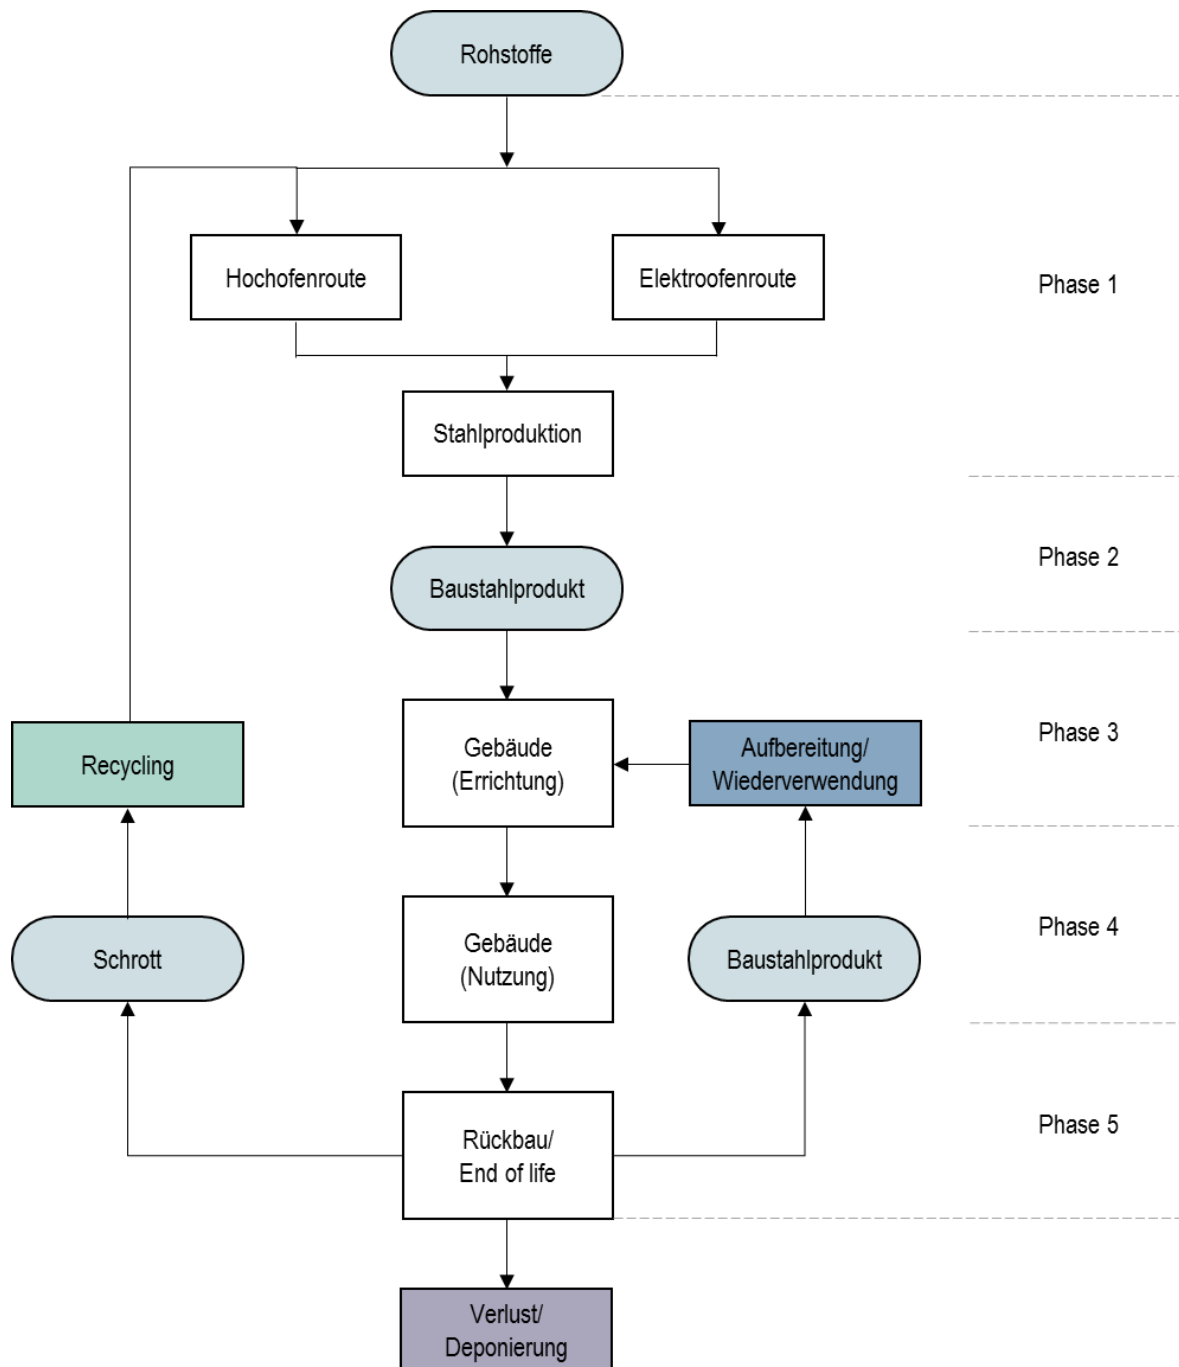 Rohstoffe
Hochofenroute
Elektroofenroute
Phase 1
Stahlproduktion
Baustahlprodukt
Phase 2
Recycling
Gebäude
(Errichtung)
Aufbereitung/
Wiederverwendung
Phase 3
Schrott
Gebäude
(Nutzung)
Baustahlprodukt
Phase 4
Rückbau/
End of life
Phase 5
Verlust/
Deponierung